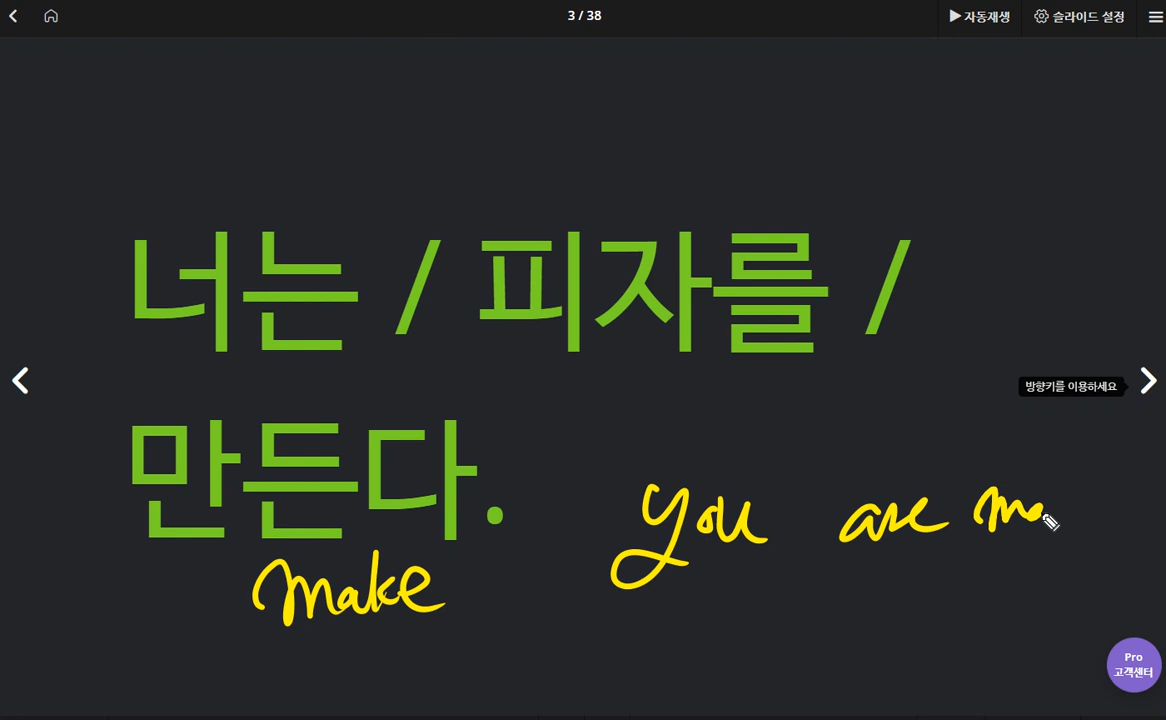 3 / 38
▶ 자동재생
슬라이드 설정
너는 / 피자를 /
방향키를 이용하세요
만든다.
you are ma
make
Pro
고객센터